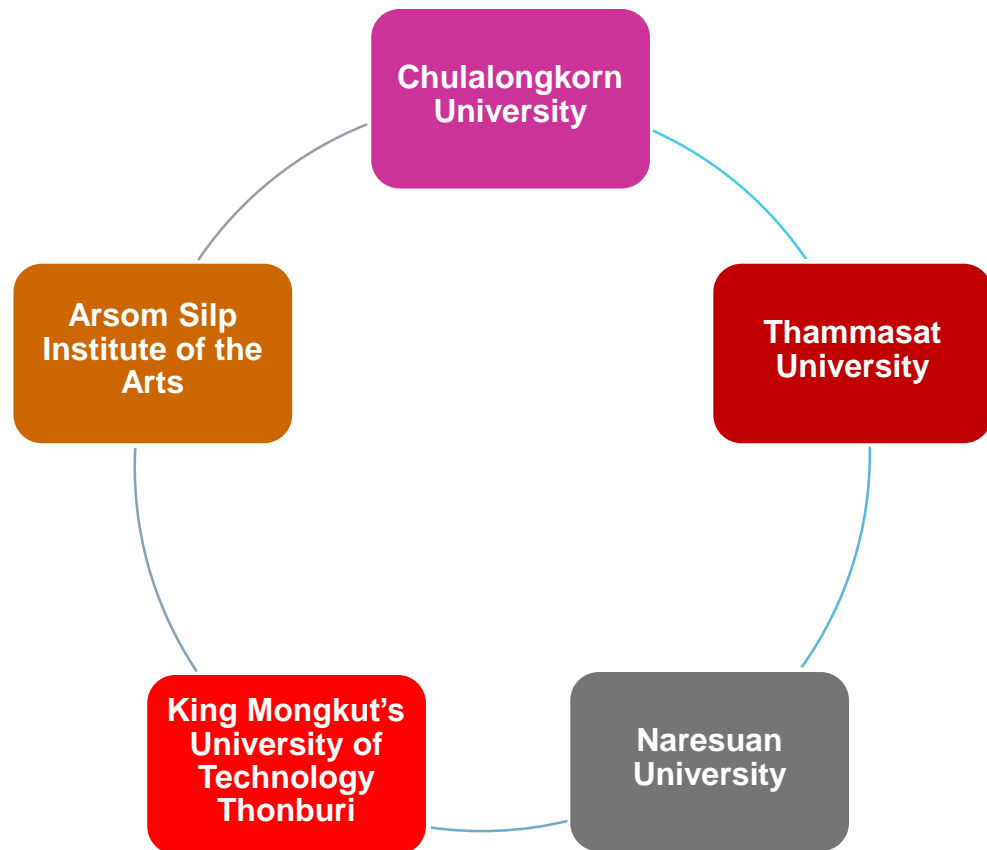 Chulalongkorn
University
Thammasat
University
Naresuan
University
King Mongkut’s
University of
Technology
Thonburi
Arsom Silp
Institute of the
Arts